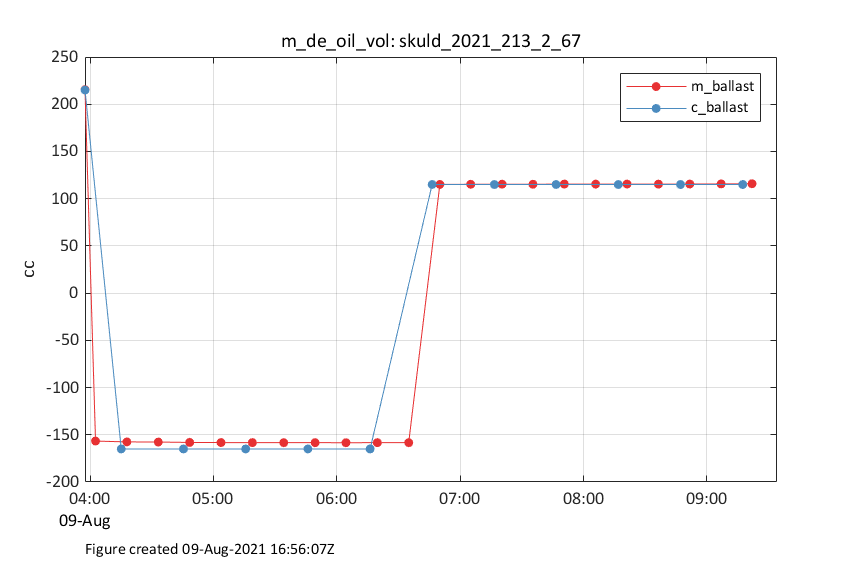 m_de_oil_vol: skuld_2021_213_2_67
250
200
150
100
50
0
-50
-100
-150
-200
cc
m_ballast
c_ballast
04:00 05:00 06:00 07:00 08:00 09:00
09-Aug
Figure created 09-Aug-2021 16:56:07Z